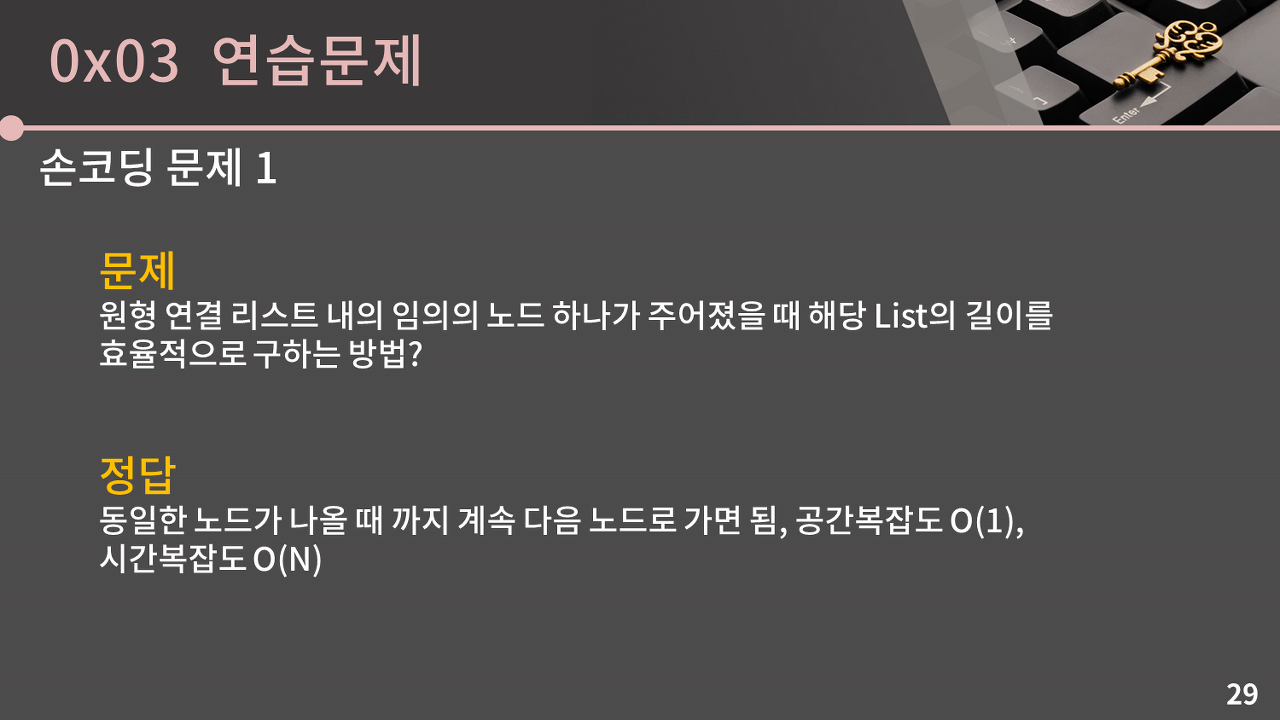 0x03 연습문제
손코딩 문제 1
문제
원형 연결 리스트 내의 임의의 노드 하나가 주어졌을 때 해당 List의 길이를
효율적으로 구하는 방법?
정답
동일한 노드가 나올 때 까지 계속 다음 노드로 가면 됨, 공간복잡도 O(1),
시간복잡도 O(N)
Enter
29